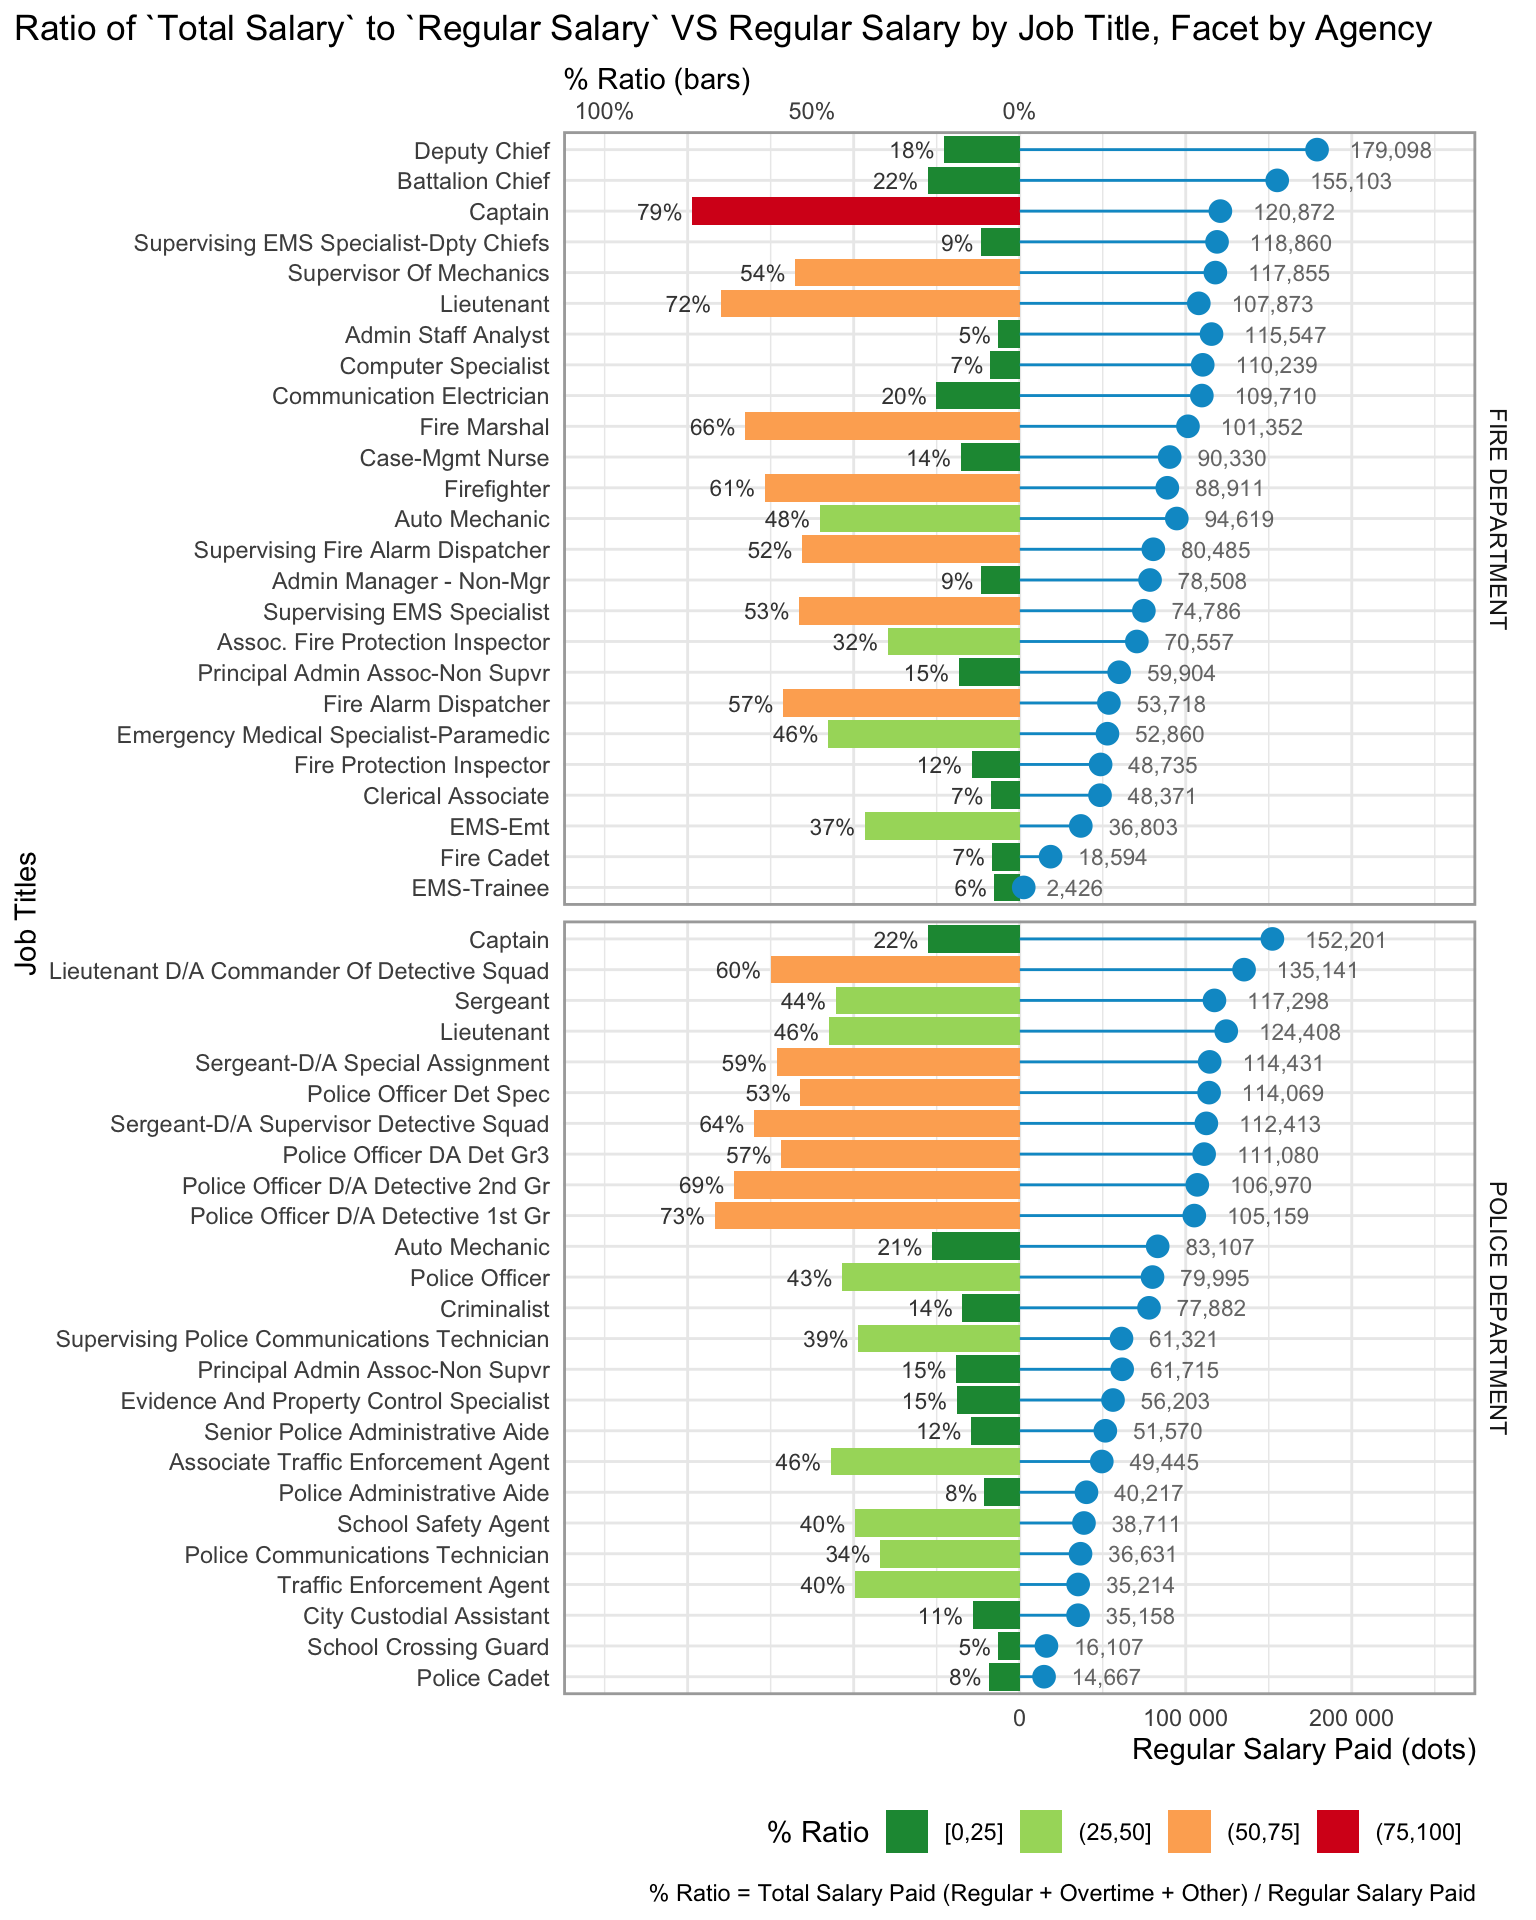 Ratio of `Total Salary` to `Regular Salary` VS Regular Salary by Job Title, Facet by Agency
% Ratio (bars)
100% 50% 0%
Deputy Chief 18% 179,098
Battalion Chief 22% 155,103
Captain 79% 120,872
Supervising EMS Specialist-Dpty Chiefs 9% 118,860
Supervisor Of Mechanics 54% 117,855
Lieutenant 72% 107,873
Admin Staff Analyst 5% 115,547
Computer Specialist 7% 110,239
Communication Electrician 20% 109,710
Fire Marshal 66% 101,352
Case-Mgmt Nurse 14% 90,330
Firefighter 61% 88,911
Auto Mechanic 48% 94,619
Supervising Fire Alarm Dispatcher 52% 80,485
Admin Manager - Non-Mgr 9% 78,508
Supervising EMS Specialist 53% 74,786
Assoc. Fire Protection Inspector 32% 70,557
Principal Admin Assoc-Non Supvr 15% 59,904
Fire Alarm Dispatcher 57% 53,718
Emergency Medical Specialist-Paramedic 46% 52,860
Fire Protection Inspector 12% 48,735
Clerical Associate 7% 48,371
EMS-Emt 37% 36,803
Fire Cadet 7% 18,594
EMS-Trainee 6% 2,426
FIRE DEPARTMENT
Job Titles
Captain 22% 152,201
Lieutenant D/A Commander Of Detective Squad 60% 135,141
Sergeant 44% 117,298
Lieutenant 46% 124,408
Sergeant-D/A Special Assignment 59% 114,431
Police Officer Det Spec 53% 114,069
Sergeant-D/A Supervisor Detective Squad 64% 112,413
Police Officer DA Det Gr3 57% 111,080
Police Officer D/A Detective 2nd Gr 69% 106,970
Police Officer D/A Detective 1st Gr 73% 105,159
Auto Mechanic 21% 83,107
Police Officer 43% 79,995
Criminalist 14% 77,882
Supervising Police Communications Technician 39% 61,321
Principal Admin Assoc-Non Supvr 15% 61,715
Evidence And Property Control Specialist 15% 56,203
Senior Police Administrative Aide 12% 51,570
Associate Traffic Enforcement Agent 46% 49,445
Police Administrative Aide 8% 40,217
School Safety Agent 40% 38,711
Police Communications Technician 34% 36,631
Traffic Enforcement Agent 40% 35,214
City Custodial Assistant 11% 35,158
School Crossing Guard 5% 16,107
Police Cadet 8% 14,667
POLICE DEPARTMENT
0 100 000 200 000
Regular Salary Paid (dots)
% Ratio [0,25] (25,50] (50,75] (75,100]
% Ratio = Total Salary Paid (Regular + Overtime + Other) / Regular Salary Paid